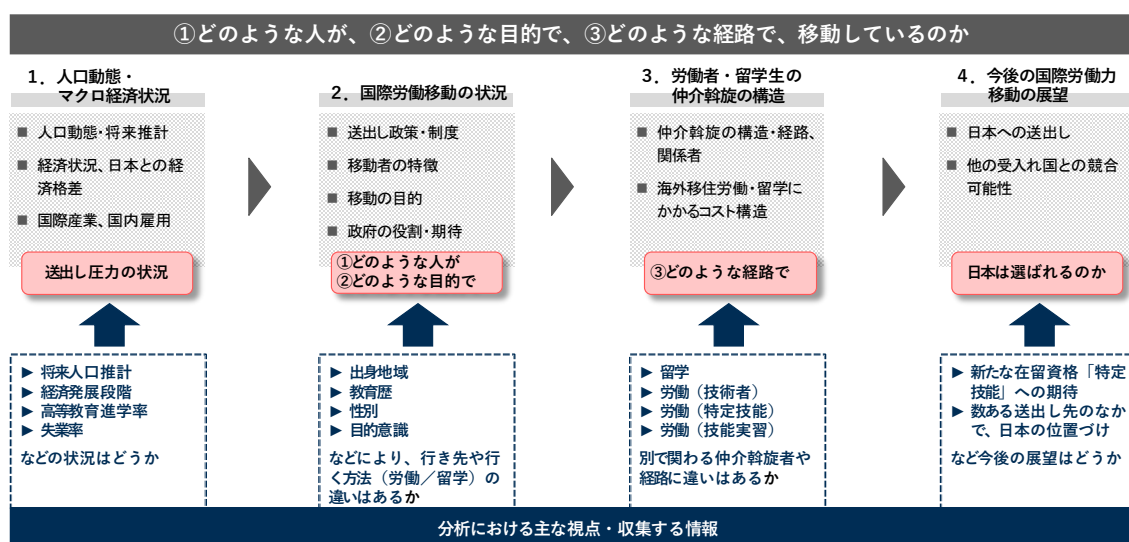 ①どのような人が、②どのような目的で、③どのような経路で、移動しているのか
1．人口動態・
マクロ経済状況
■ 人口動態・将来推計
■ 経済状況、日本との経
済格差
■ 国際産業、国内雇用
送出し圧力の状況
► 将来人口推計
► 経済発展段階
► 高等教育進学率
► 失業率
などの状況はどうか
2．国際労働移動の状況
■ 送出し政策・制度
■ 移動者の特徴
■ 移動の目的
■ 政府の役割・期待
①どのような人が
②どのような目的で
► 出身地域
► 教育歴
► 性別
► 目的意識
などにより、行き先や行
く方法（労働／留学）の
違いはあるか
3．労働者・留学生の
仲介斡旋の構造
■ 仲介斡旋の構造・経路、
関係者
■ 海外移住労働・留学に
かかるコスト構造
③どのような経路で
► 留学
► 労働（技術者）
► 労働（特定技能）
► 労働（技能実習）
別で関わる仲介斡旋者や
経路に違いはあるか
4．今後の国際労働力
移動の展望
■ 日本への送出し
■ 他の受入れ国との競合
可能性
日本は選ばれるのか
► 新たな在留資格「特定
技能」への期待
► 数ある送出し先のなか
で、日本の位置づけ
など今後の展望はどうか
分析における主な視点・収集する情報